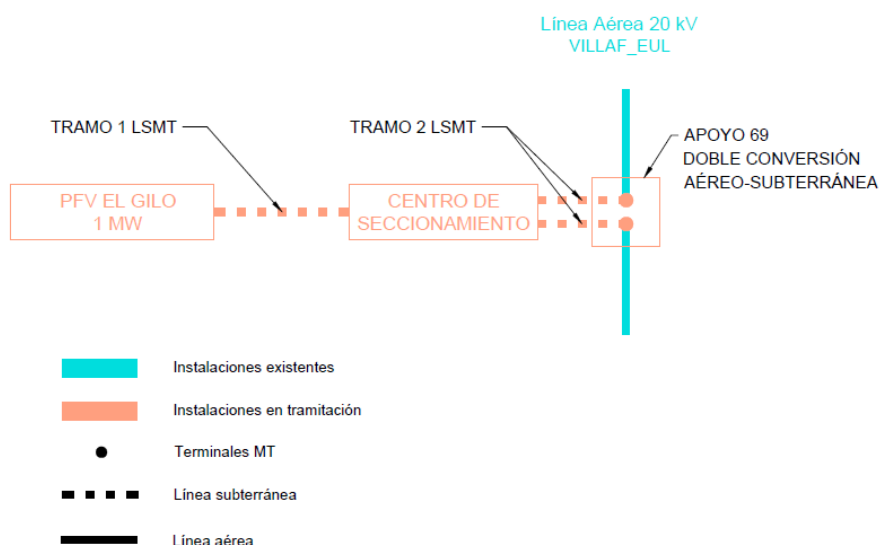 Línea Aérea 20 kV
VILLAF_EUL
TRAMO 1 LSMT
TRAMO 2 LSMT
APOYO 69
DOBLE CONVERSIÓN
AÉREO-SUBTERRÁNEA
PFV EL GILO
1 MW
CENTRO DE
SECCIONAMIENTO
Instalaciones existentes
Instalaciones en tramitación
Terminales MT
Línea subterránea
Línea aérea